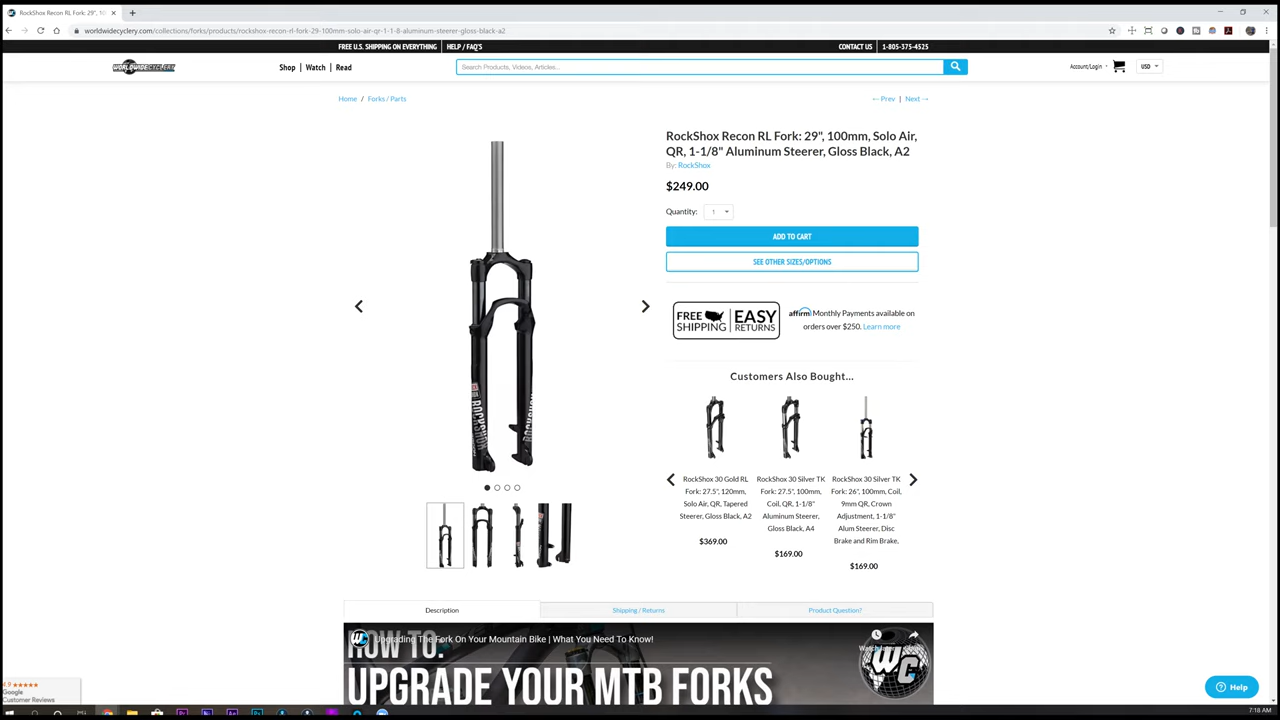 RockShox Recon RL Fork: 29", 10
worldwidecyclery.com/collections/forks/products/rockshox-recon-rl-fork-29-100mm-solo-air-qr-1-1-8-aluminum-steerer-gloss-black-a2
FREE U.S. SHIPPING ON EVERYTHING | HELP / FAQ'S
CONTACT US | 1-805-375-4525
WORLDWIDE CYCLERY
Shop | Watch | Read
Search Products, Videos, Articles...
Account/Login
USD
Home / Forks / Parts
← Prev | Next →
RockShox Recon RL Fork: 29", 100mm, Solo Air,
QR, 1-1/8" Aluminum Steerer, Gloss Black, A2
By: RockShox
$249.00
Quantity: 1
ADD TO CART
SEE OTHER SIZES/OPTIONS
FREE
SHIPPING
EASY
RETURNS
affirm Monthly Payments available on
orders over $250. Learn more
ROCKSHOX
ROCKSHOX
Customers Also Bought...
RockShox 30 Gold RL
Fork: 27.5", 120mm,
Solo Air, QR, Tapered
Steerer, Gloss Black, A2
$369.00
RockShox 30 Silver TK
Fork: 27.5", 100mm,
Coil, QR, 1-1/8"
Aluminum Steerer,
Gloss Black, A4
$169.00
RockShox 30 Silver TK
Fork: 26", 100mm, Coil,
9mm QR, Crown
Adjustment, 1-1/8"
Alum Steerer, Disc
Brake and Rim Brake,
$169.00
Description
Shipping / Returns
Product Question?
Upgrading The Fork On Your Mountain Bike | What You Need To Know!
HOW TO:
UPGRADE YOUR MTB FORKS
WC
4.9 ★★★★★
Google
Customer Reviews
Help
7:18 AM